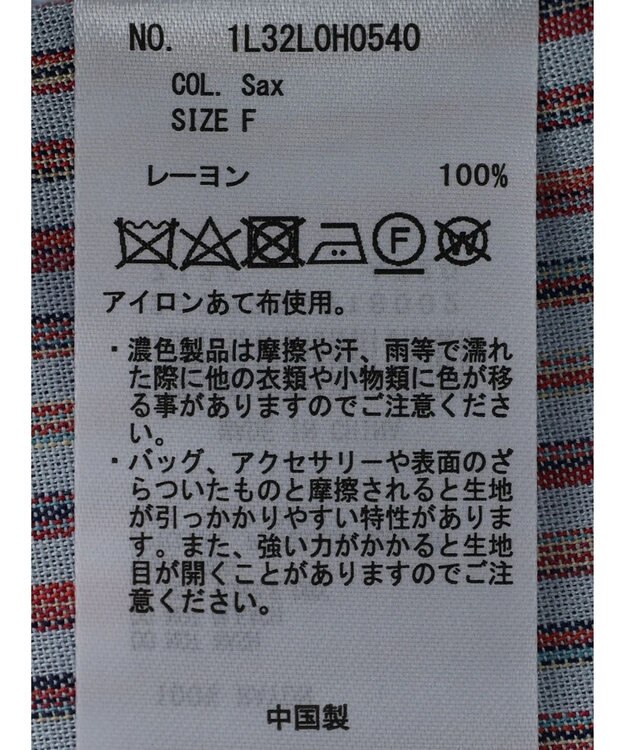 NO. 1L32L0H0540
COL. Sax
SIZE F
レーヨン 100%
F W
アイロンあて布使用。
・濃色製品は摩擦や汗、雨等で濡れ
た際に他の衣類や小物類に色が移
る事がありますのでご注意くださ
い。
・バッグ、アクセサリーや表面のざ
らついたものと摩擦されると生地
が引っかかりやすい特性がありま
す。また、強い力がかかると生地
目が開くことがありますのでご注
意ください。
中国製